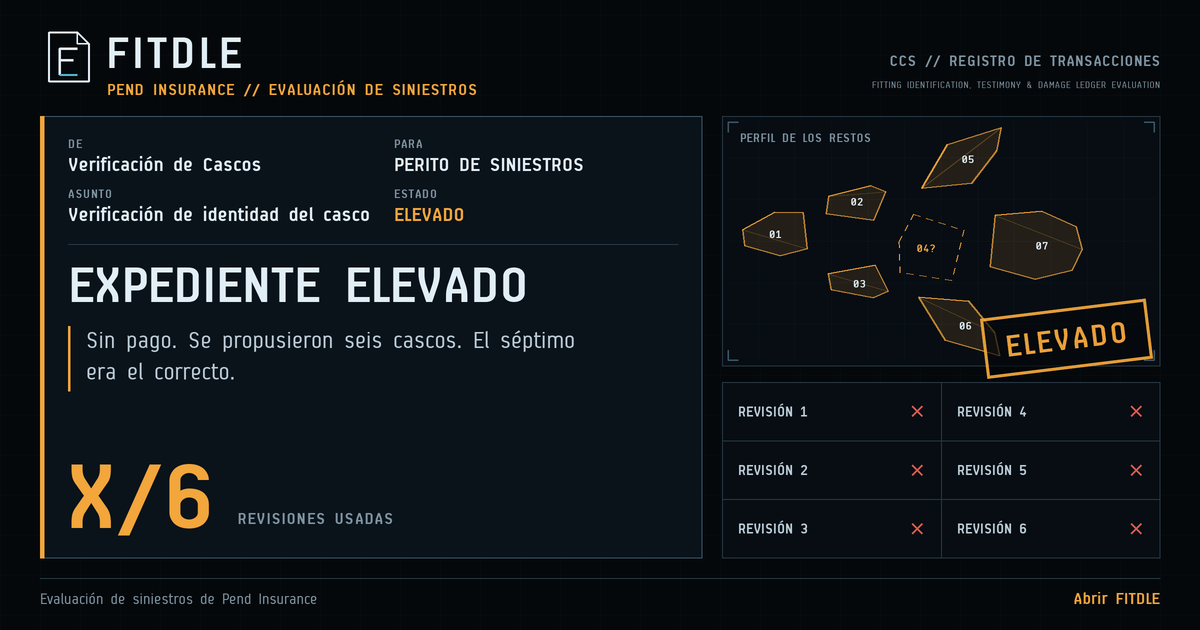 FITDLE
PEND INSURANCE // EVALUACIÓN DE SINIESTROS
CCS // REGISTRO DE TRANSACCIONES
FITTING IDENTIFICATION, TESTIMONY & DAMAGE LEDGER EVALUATION
DE
Verificación de Cascos
PARA
PERITO DE SINIESTROS
ASUNTO
Verificación de identidad del casco
ESTADO
ELEVADO
EXPEDIENTE ELEVADO
Sin pago. Se propusieron seis cascos. El séptimo
era el correcto.
X/6
REVISIONES USADAS
PERFIL DE LOS RESTOS
05
02
01
04?
07
03
06
ELEVADO
REVISIÓN 1
REVISIÓN 4
REVISIÓN 2
REVISIÓN 5
REVISIÓN 3
REVISIÓN 6
Evaluación de siniestros de Pend Insurance
Abrir FITDLE